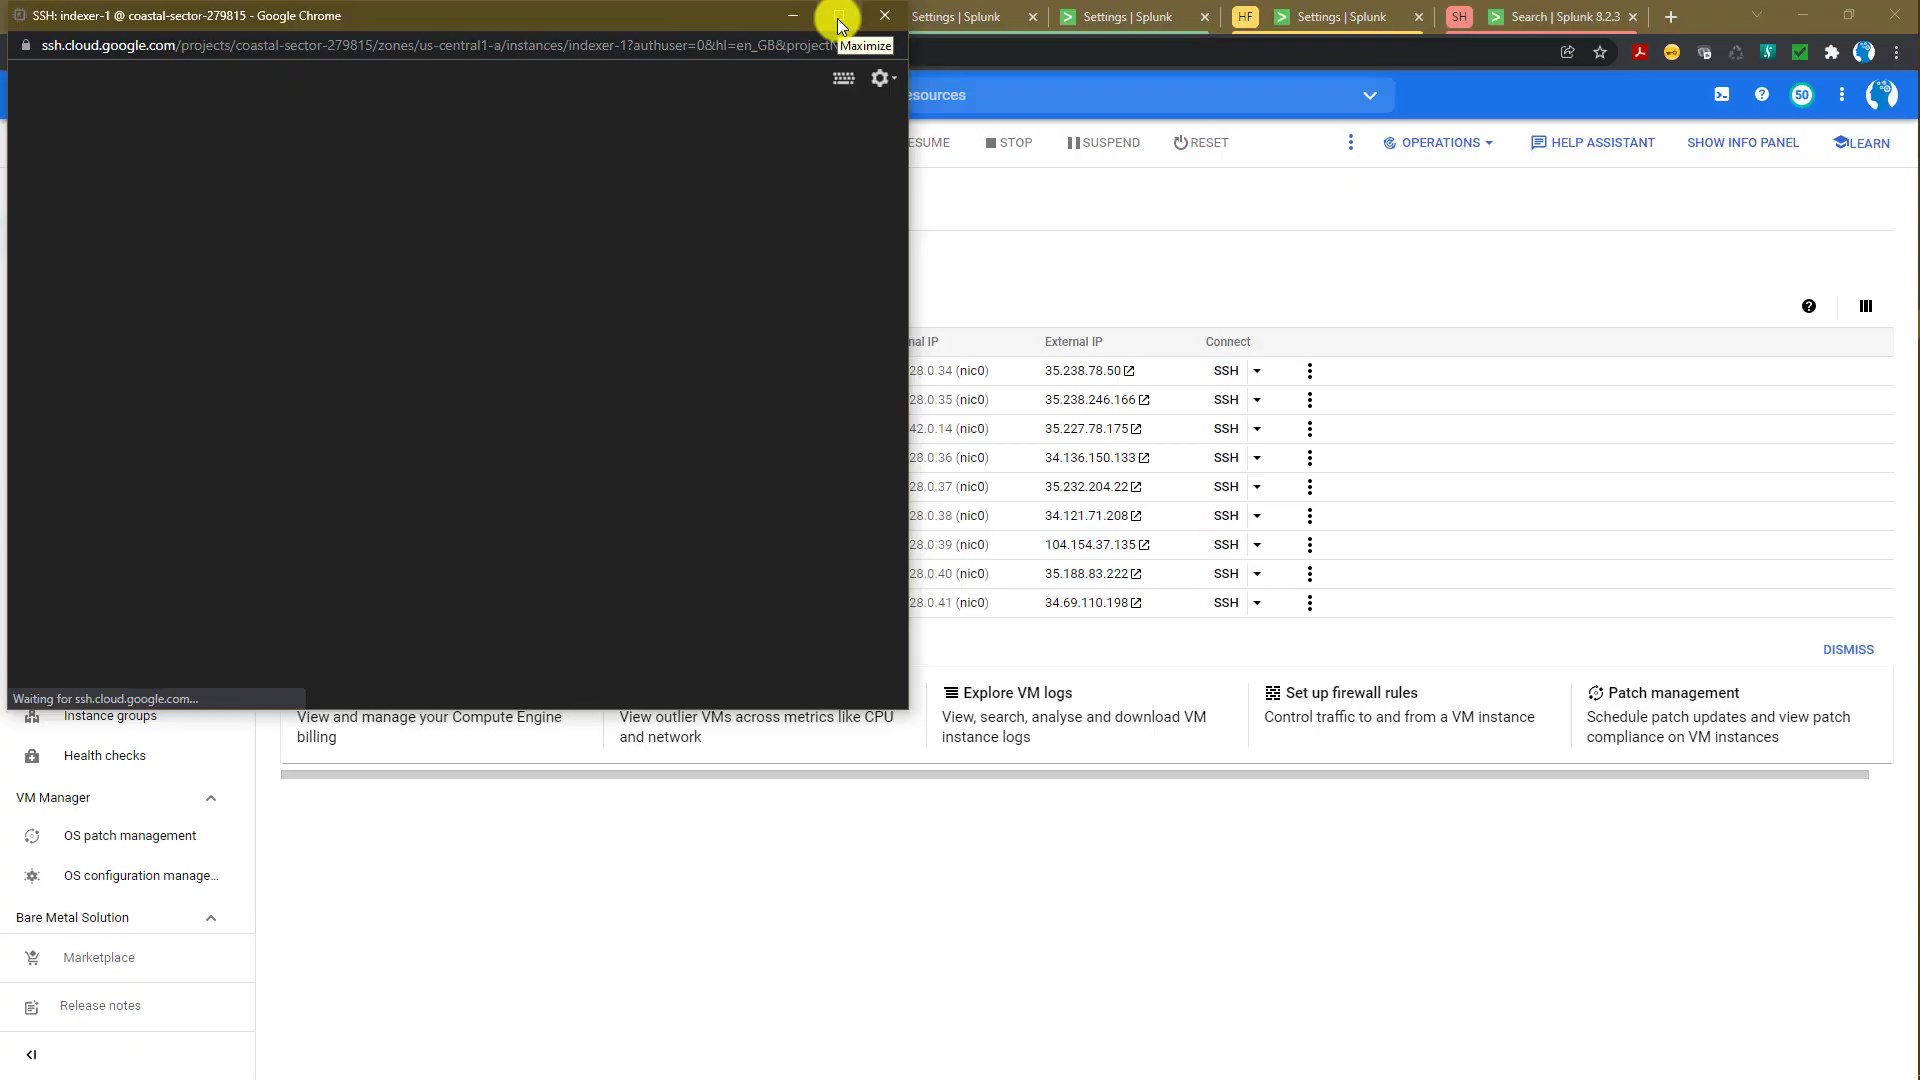 SSH: indexer-1 @ coastal-sector-279815 - Google Chrome
Settings | Splunk
Settings | Splunk
HF
Settings | Splunk
SH
Search | Splunk 8.2.3
ssh.cloud.google.com/projects/coastal-sector-279815/zones/us-central1-a/instances/indexer-1?authuser=0&hl=en_GB&project
Maximize
esources
50
ESUME
STOP
SUSPEND
RESET
OPERATIONS
HELP ASSISTANT
SHOW INFO PANEL
LEARN
nal IP
External IP
Connect
28.0.34 (nic0)
35.238.78.50
SSH
28.0.35 (nic0)
35.238.246.166
SSH
42.0.14 (nic0)
35.227.78.175
SSH
28.0.36 (nic0)
34.136.150.133
SSH
28.0.37 (nic0)
35.232.204.22
SSH
28.0.38 (nic0)
34.121.71.208
SSH
28.0.39 (nic0)
104.154.37.135
SSH
28.0.40 (nic0)
35.188.83.222
SSH
28.0.41 (nic0)
34.69.110.198
SSH
DISMISS
Waiting for ssh.cloud.google.com...
View and manage your Compute Engine
billing
View outlier VMs across metrics like CPU
and network
Explore VM logs
View, search, analyse and download VM
instance logs
Set up firewall rules
Control traffic to and from a VM instance
Patch management
Schedule patch updates and view patch
compliance on VM instances
Instance groups
Health checks
VM Manager
OS patch management
OS configuration manage...
Bare Metal Solution
Marketplace
Release notes